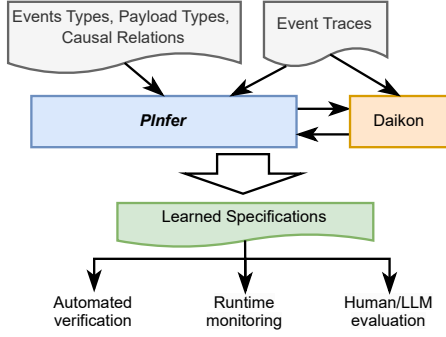 Events Types, Payload Types,
Causal Relations
Event Traces
PInfer
Daikon
Learned Specifications
Automated
verification
Runtime
monitoring
Human/LLM
evaluation